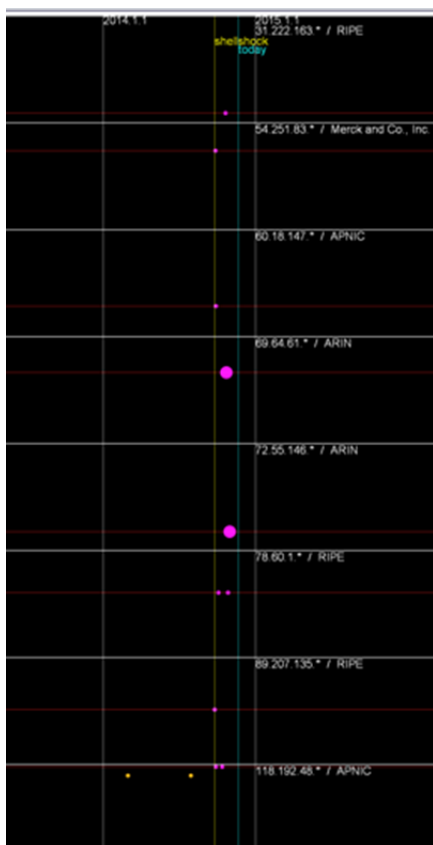 2014.1.1
2015.1.1
31.222.163.* / RIPE
shellshock
today
54.251.83.* / Merck and Co., Inc.
60.18.147.* / APNIC
69.64.61.* / ARIN
72.55.146.* / ARIN
78.60.1.* / RIPE
89.207.135.* / RIPE
118.192.48.* / APNIC